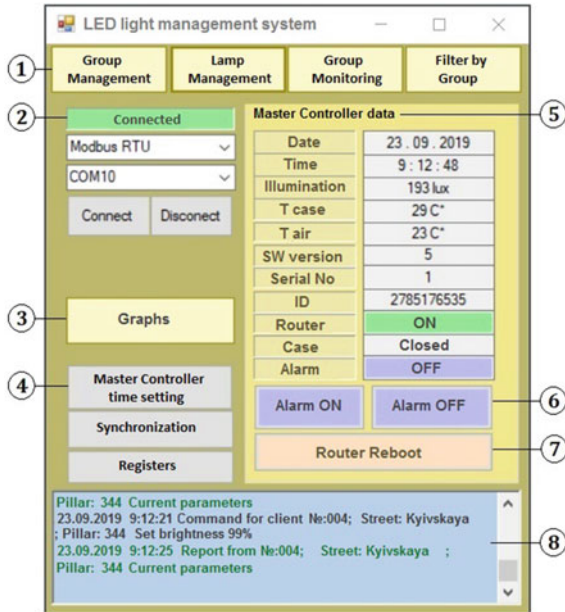 LED light management system
Group Management
Lamp Management
Group Monitoring
Filter by Group
1
2
Connected
Modbus RTU
COM10
Connect
Disconect
3
Graphs
4
Master Controller time setting
Synchronization
Registers
Master Controller data
5
Date 23 . 09 . 2019
Time 9 : 12 : 48
Illumination 193 lux
T case 29 C*
T air 23 C*
SW version 5
Serial No 1
ID 2785176535
Router ON
Case Closed
Alarm OFF
Alarm ON
Alarm OFF
6
Router Reboot
7
Pillar: 344 Current parameters
23.09.2019 9:12:21 Command for client №:004; Street: Kyivskaya
; Pillar: 344 Set brightness 99%
23.09.2019 9:12:25 Report from №:004; Street: Kyivskaya ;
Pillar: 344 Current parameters
8